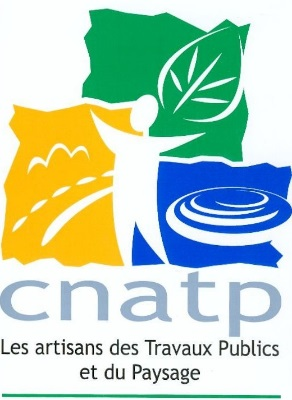 cnatp
Les artisans des Travaux Publics
et du Paysage